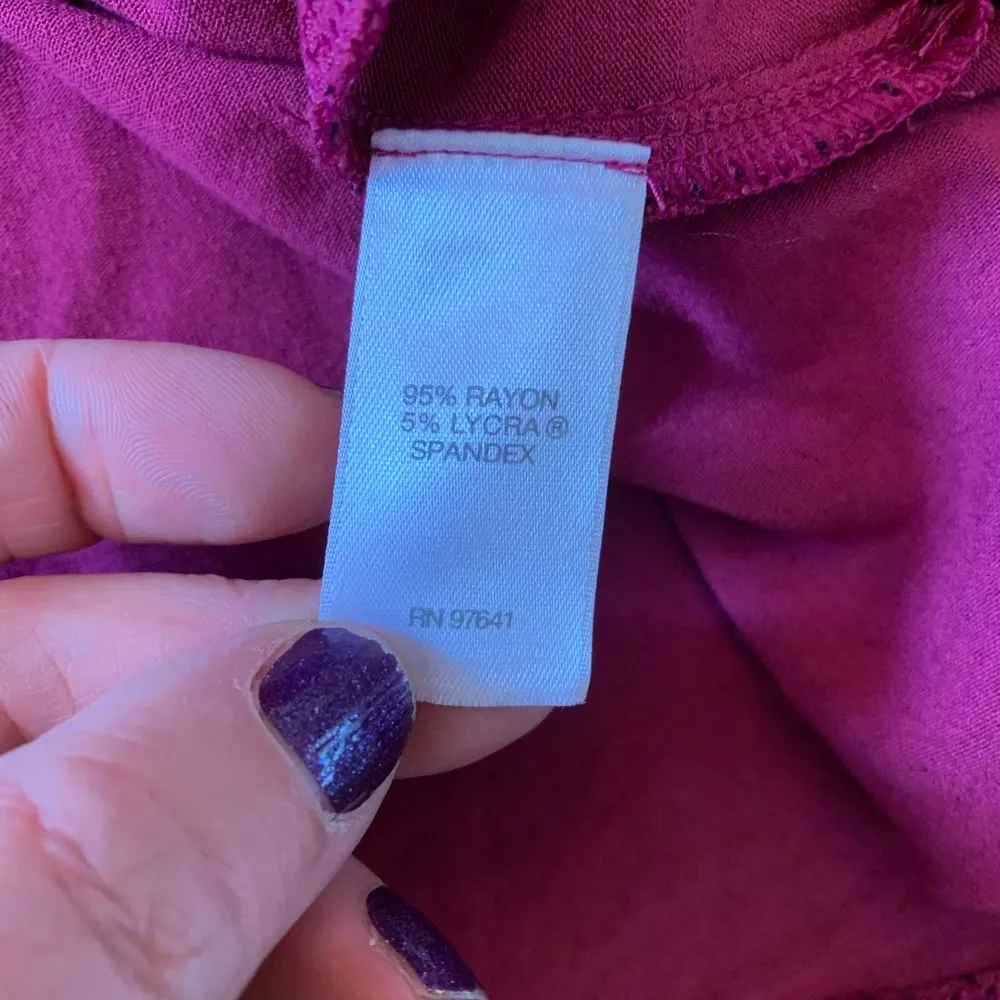 95% RAYON
5% LYCRA ®
SPANDEX
RN 97641